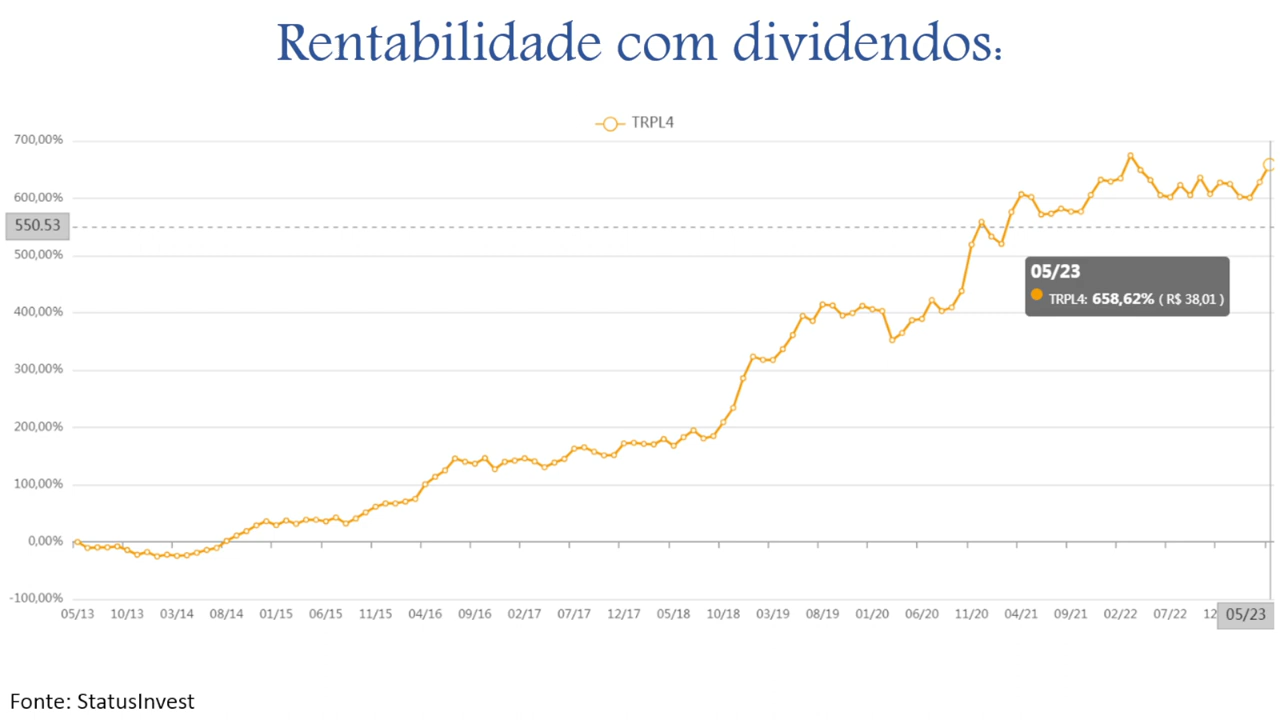 Rentabilidade com dividendos:
TRPL4
700,00%
600,00%
550.53
500,00%
05/23
TRPL4: 658,62% ( R$ 38,01 )
400,00%
300,00%
200,00%
100,00%
0,00%
-100,00%
05/13 10/13 03/14 08/14 01/15 06/15 11/15 04/16 09/16 02/17 07/17 12/17 05/18 10/18 03/19 08/19 01/20 06/20 11/20 04/21 09/21 02/22 07/22 12 05/23
Fonte: StatusInvest